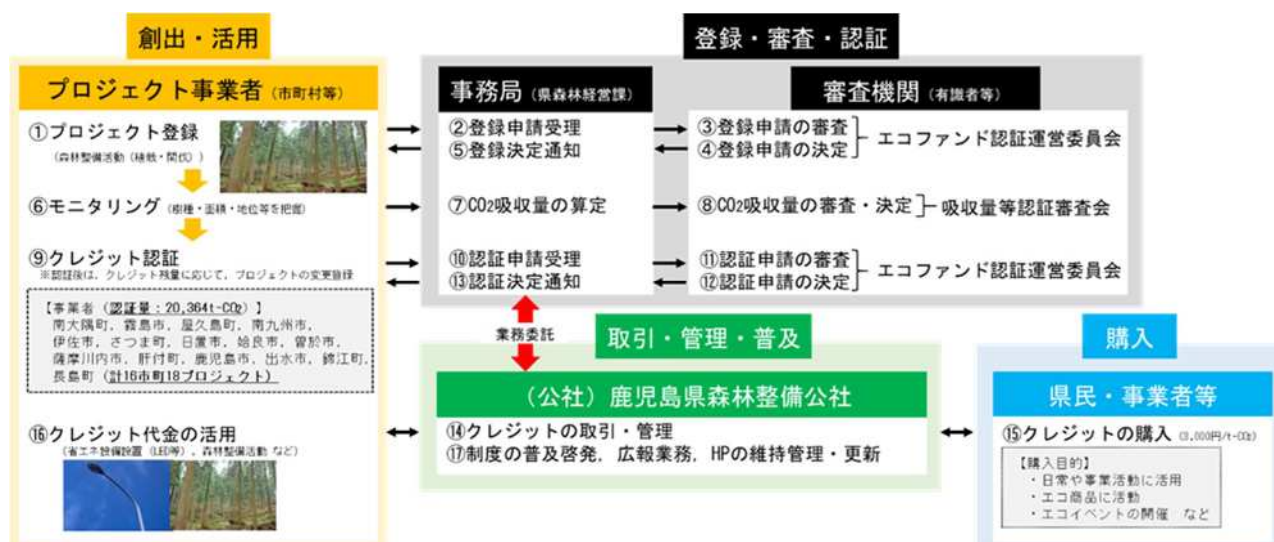 創出・活用
プロジェクト事業者(市町村等)
①プロジェクト登録
(森林整備活動(植栽・間伐))
⑥モニタリング(樹種・面積・地位等を把握)
⑨クレジット認証
※認証後は、クレジット残量に応じて、プロジェクトの変更登録
【事業者(認証量:20,364t-CO2)】
南大隅町,霧島市,屋久島町,南九州市,
伊佐市,さつま町,日置市,姶良市,曽於市,
薩摩川内市,肝付町,鹿児島市,出水市,錦江町,
長島町(計16市町18プロジェクト)
⑯クレジット代金の活用
(省エネ設備設置(LED等),森林整備活動 など)
登録・審査・認証
事務局(県森林経営課)
②登録申請受理
⑤登録決定通知
⑦CO2吸収量の算定
⑩認証申請受理
⑬認証決定通知
審査機関(有識者等)
③登録申請の審査
④登録申請の決定
エコファンド認証運営委員会
⑧CO2吸収量の審査・決定
吸収量等認証審査会
⑪認証申請の審査
⑫認証申請の決定
エコファンド認証運営委員会
業務委託
取引・管理・普及
(公社)鹿児島県森林整備公社
⑭クレジットの取引・管理
⑰制度の普及啓発,広報業務,HPの維持管理・更新
購入
県民・事業者等
⑮クレジットの購入(3,000円/t-CO2)
【購入目的】
・日常や事業活動に活用
・エコ商品に活動
・エコイベントの開催 など